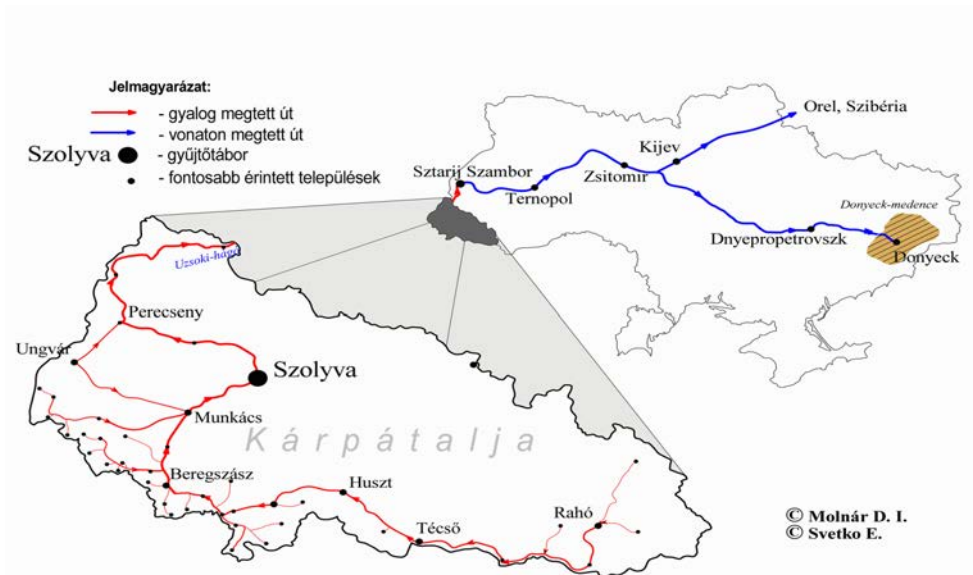 Jelmagyarázat:
- gyalog megtett út
- vonaton megtett út
Szolyva
- gyűjtőtábor
- fontosabb érintett települések
Orel, Szibéria
Kijev
Sztarij Szambor
Zsitomir
Ternopol
Donyeck-medence
Dnyepropetrovszk
Donyeck
Uzsoki-hágó
Perecseny
Ungvár
Szolyva
Munkács
Kárpátalja
Beregszász
Huszt
Técső
Rahó
© Molnár D. I.
© Svetko E.